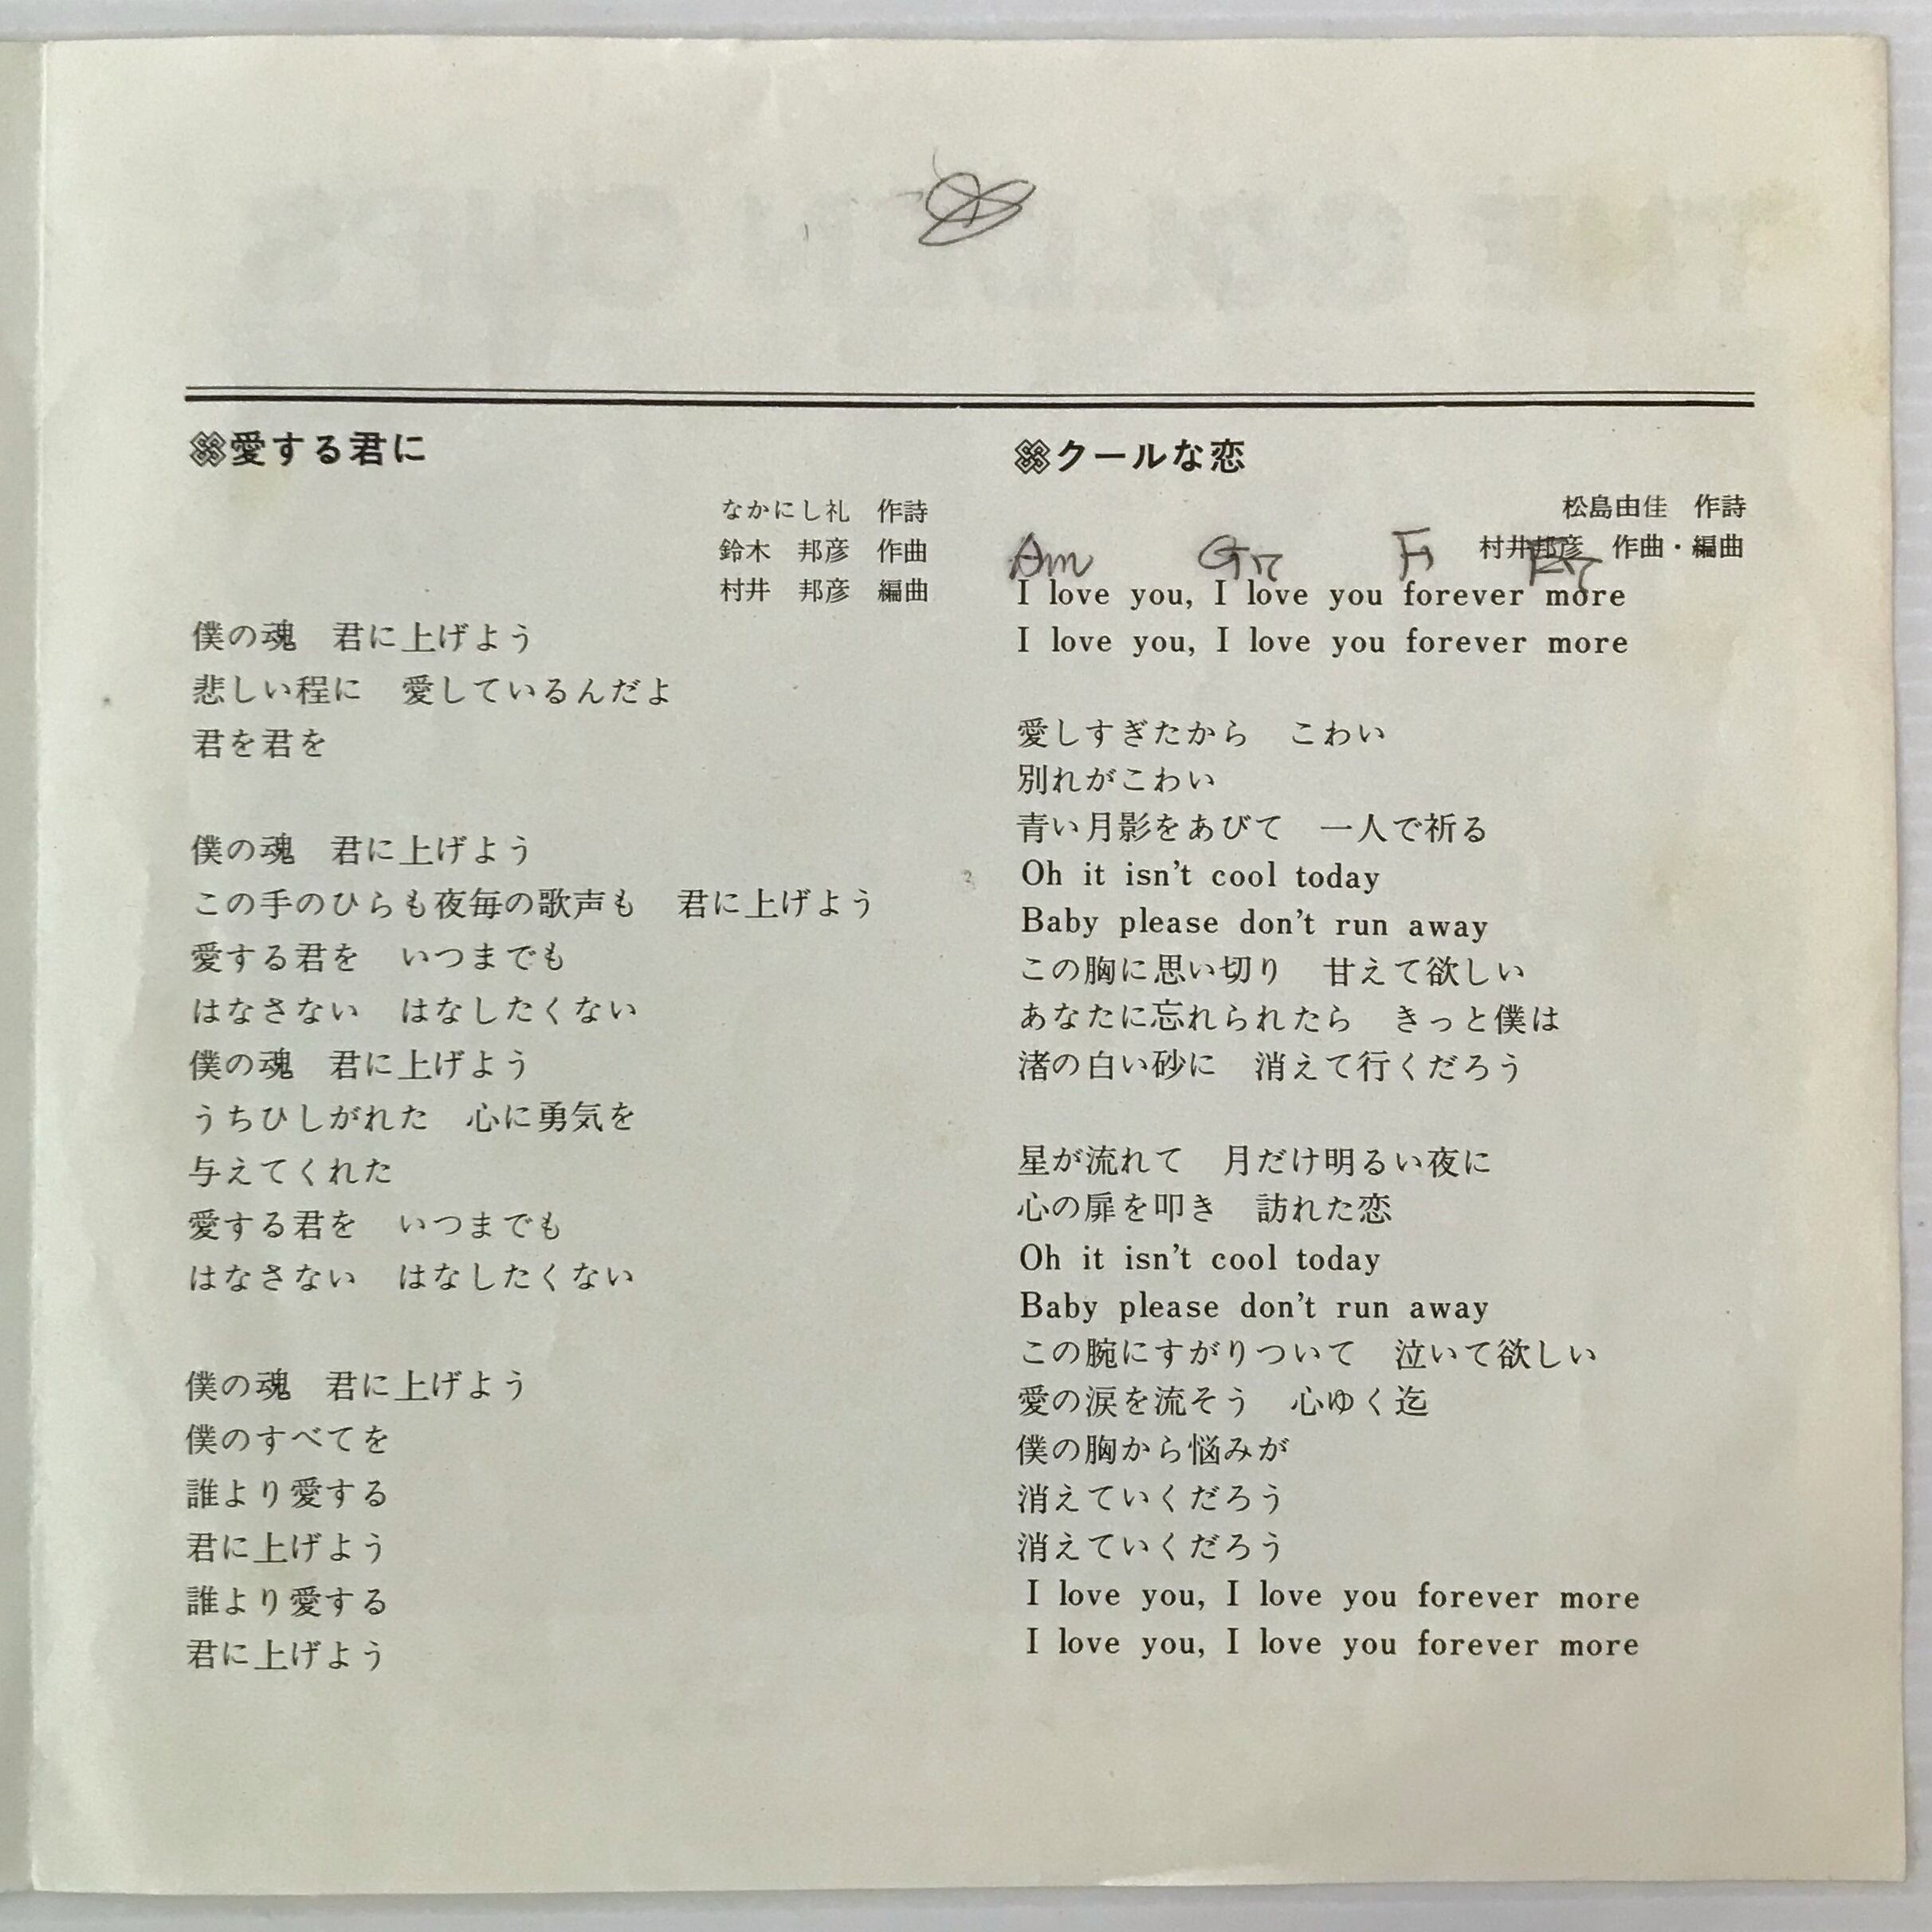 愛する君に
なかにし礼　作詩
鈴木　邦彦　作曲
村井　邦彦　編曲
僕の魂　君に上げよう
悲しい程に　愛しているんだよ
君を君を
僕の魂　君に上げよう
この手のひらも夜毎の歌声も　君に上げよう
愛する君を　いつまでも
はなさない　はなしたくない
僕の魂　君に上げよう
うちひしがれた　心に勇気を
与えてくれた
愛する君を　いつまでも
はなさない　はなしたくない
僕の魂　君に上げよう
僕のすべてを
誰より愛する
君に上げよう
誰より愛する
君に上げよう
クールな恋
松島由佳　作詩
村井邦彦　作曲・編曲
Am G7 F E7
I love you, I love you forever more
I love you, I love you forever more
愛しすぎたから　こわい
別れがこわい
青い月影をあびて　一人で祈る
Oh it isn't cool today
Baby please don't run away
この胸に思い切り　甘えて欲しい
あなたに忘れられたら　きっと僕は
渚の白い砂に　消えて行くだろう
星が流れて　月だけ明るい夜に
心の扉を叩き　訪れた恋
Oh it isn't cool today
Baby please don't run away
この腕にすがりついて　泣いて欲しい
愛の涙を流そう　心ゆく迄
僕の胸から悩みが
消えていくだろう
消えていくだろう
I love you, I love you forever more
I love you, I love you forever more